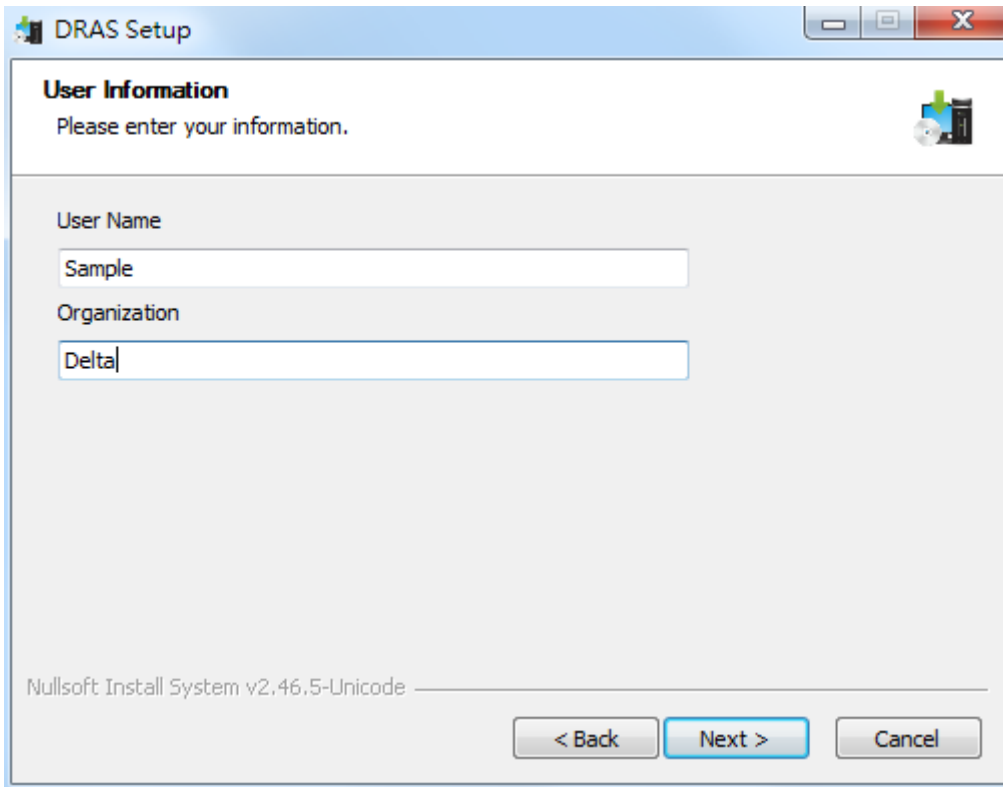 DRAS Setup
User Information
Please enter your information.
User Name
Sample
Organization
Delta
Nullsoft Install System v2.46.5-Unicode
< Back Next > Cancel